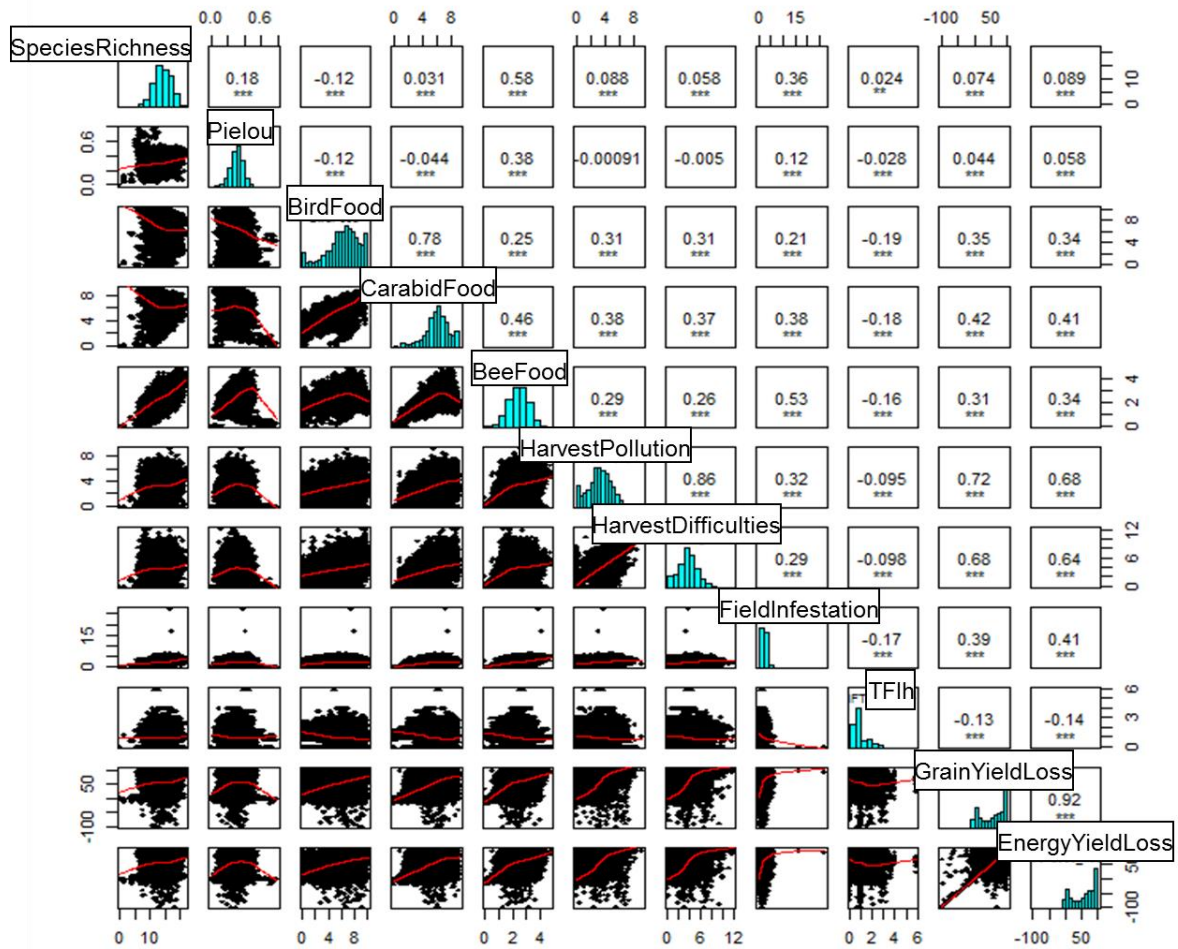 0.0 0.6 0 4 8 0 4 8 0 15 -100 50
SpeciesRichness
0.18 -0.12 0.031 0.58 0.088 0.058 0.36 0.024 0.074 0.089
*** *** *** *** *** *** *** ** *** ***
0 10
Pielou
0.0 0.6
-0.12 -0.044 0.38 -0.00091 -0.005 0.12 -0.028 0.044 0.058
*** *** *** *** *** *** ***
BirdFood
0.78 0.25 0.31 0.31 0.21 -0.19 0.35 0.34
*** *** *** *** *** *** *** ***
0 4 8
CarabidFood
0 4 8
0.46 0.38 0.37 0.38 -0.18 0.42 0.41
*** *** *** *** *** *** ***
BeeFood
0.29 0.26 0.53 -0.16 0.31 0.34
*** *** *** *** *** ***
0 2 4
HarvestPollution
0 4 8
0.86 0.32 -0.095 0.72 0.68
*** *** *** *** ***
HarvestDifficulties
0.29 -0.098 0.68 0.64
*** *** *** ***
0 6 12
FieldInfestation
0 15
-0.17 0.39 0.41
*** *** ***
TFIh
-0.13 -0.14
*** ***
0 3 6
GrainYieldLoss
-100 50
0.92
***
EnergyYieldLoss
-100 50
0 10 0 4 8 0 2 4 0 6 12 0 2 4 6 -100 0